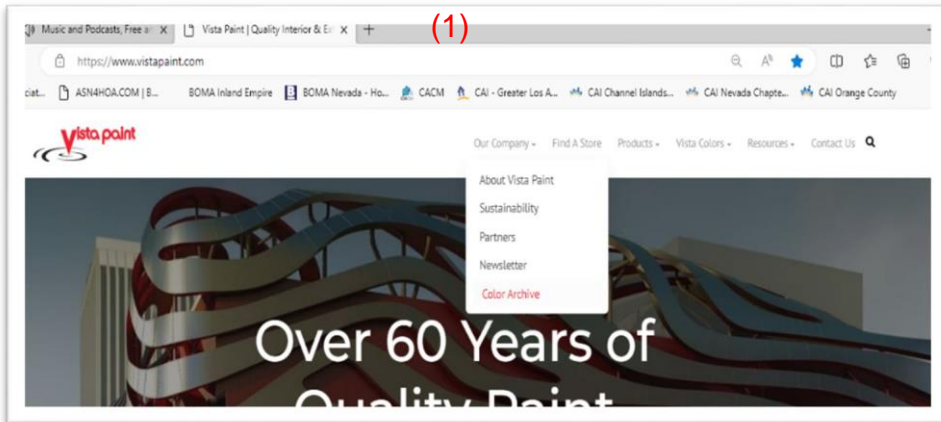 (1)
Music and Podcasts, Free ar
Vista Paint | Quality Interior & Ex
https://www.vistapaint.com
ciat...
ASN4HOA.COM | B...
BOMA Inland Empire
BOMA Nevada - Ho...
CACM
CAI - Greater Los A...
CAI Channel Islands...
CAI Nevada Chapte...
CAI Orange County
Vista paint
Our Company
Find A Store
Products
Vista Colors
Resources
Contact Us
About Vista Paint
Sustainability
Partners
Newsletter
Color Archive
Over 60 Years of
Quality Paint